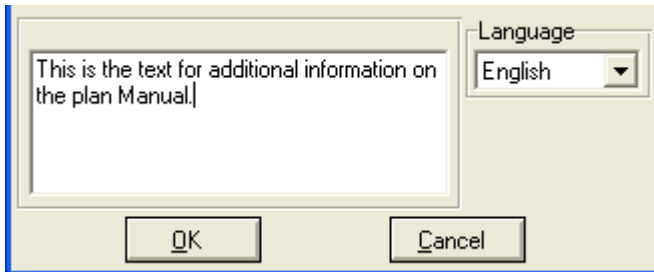 Language
This is the text for additional information on
the plan Manual.
English
OK
Cancel